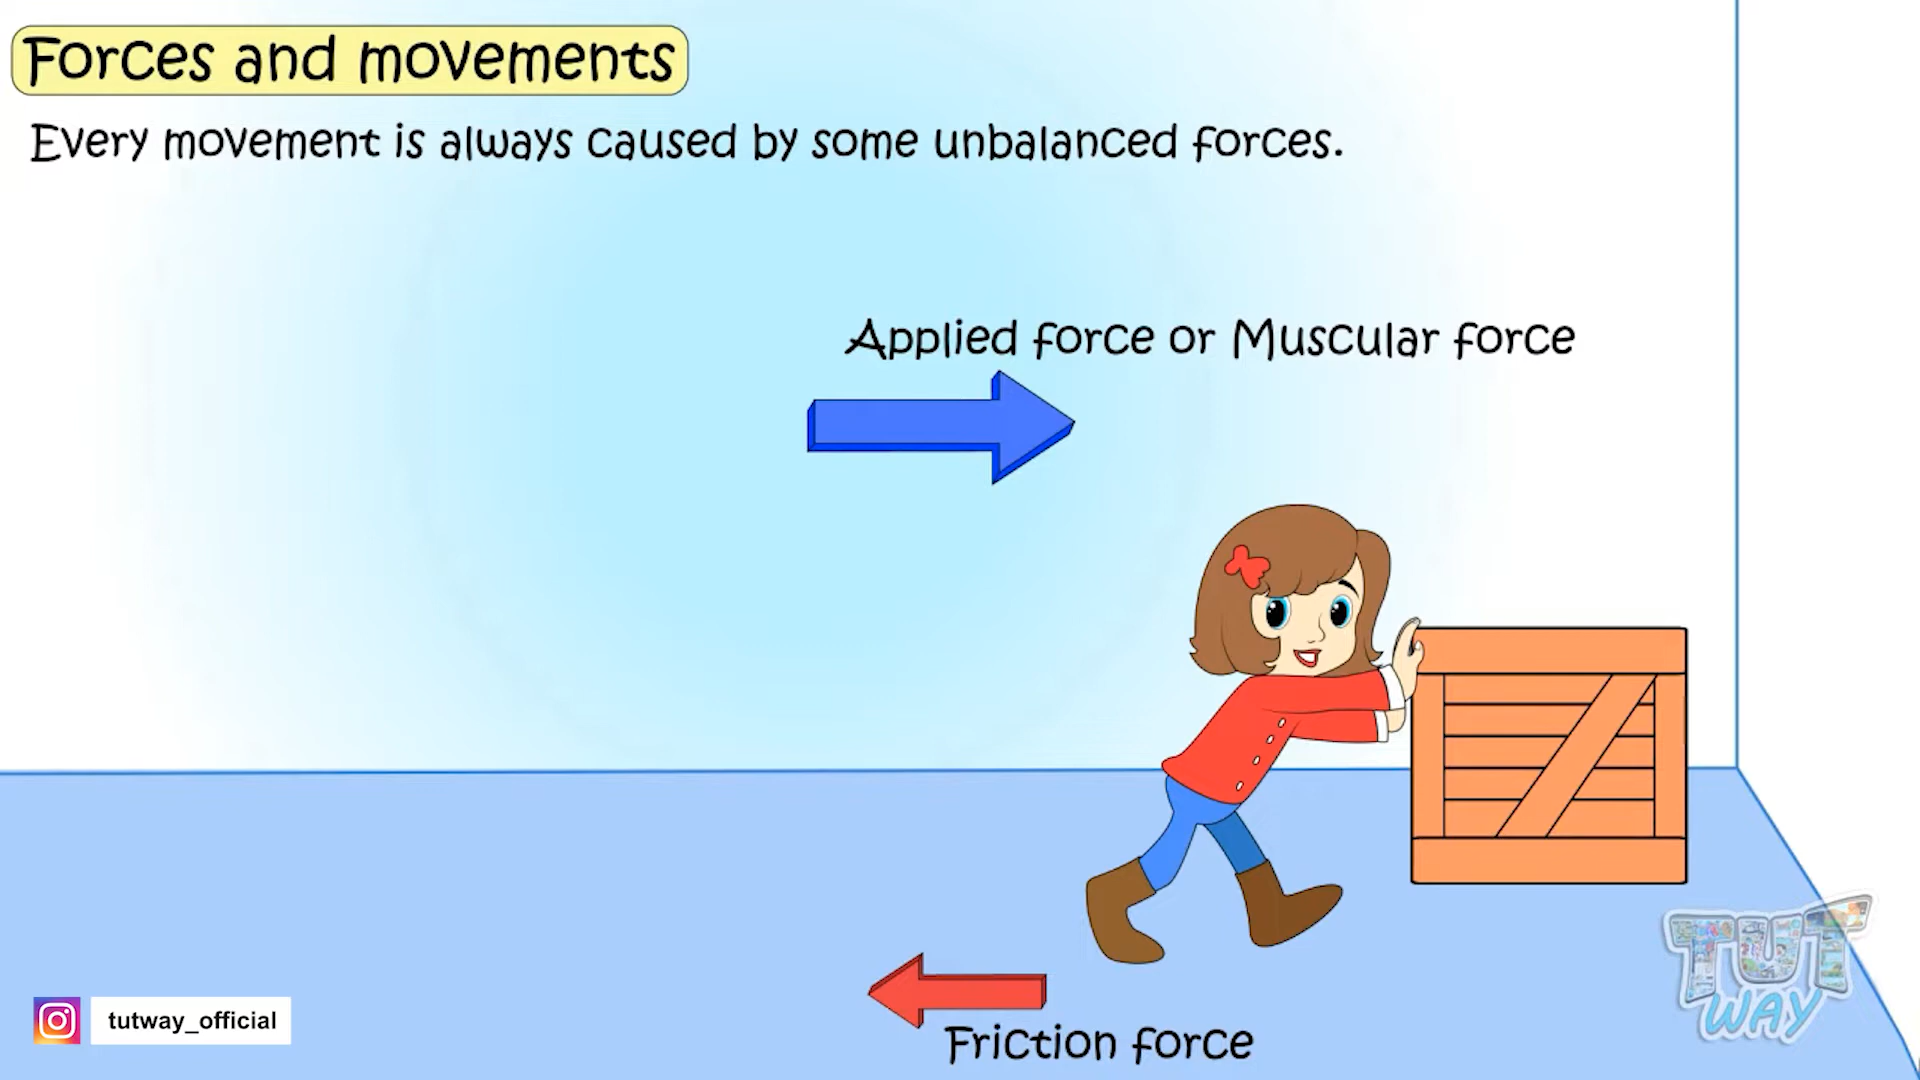 Forces and movements
Every movement is always caused by some unbalanced forces.
Applied force or Muscular force
Friction force
tutway_official
TUT
WAY